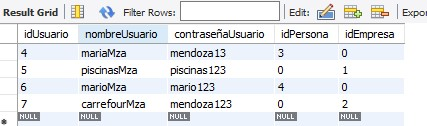 Result Grid Filter Rows: Edit: Expor
idUsuario nombreUsuario contraseñaUsuario idPersona idEmpresa
4 mariaMza mendoza13 3 0
5 piscinasMza piscinas123 0 1
6 marioMza mario123 4 0
7 carrefourMza mendoza123 0 2
NULL NULL NULL NULL NULL